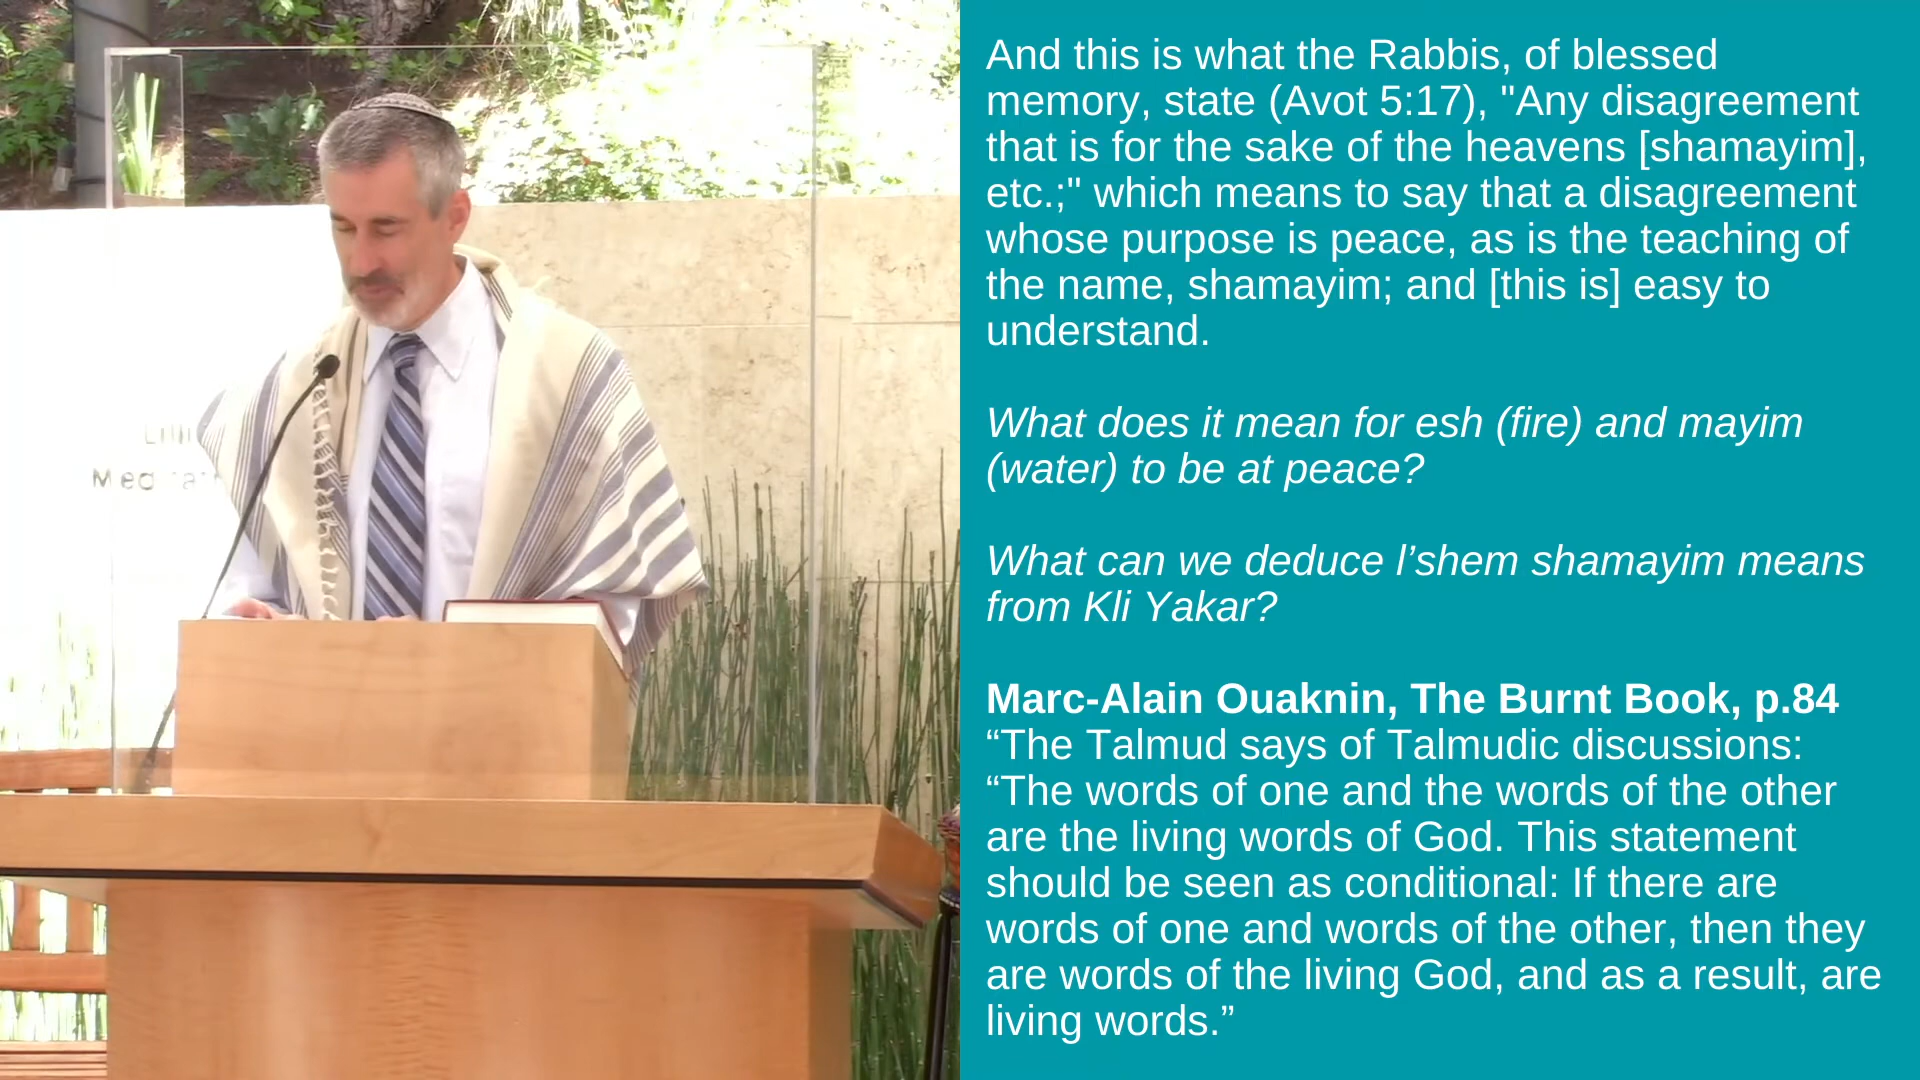 And this is what the Rabbis, of blessed
memory, state (Avot 5:17), "Any disagreement
that is for the sake of the heavens [shamayim],
etc.;" which means to say that a disagreement
whose purpose is peace, as is the teaching of
the name, shamayim; and [this is] easy to
understand.
What does it mean for esh (fire) and mayim
(water) to be at peace?
What can we deduce l’shem shamayim means
from Kli Yakar?
Marc-Alain Ouaknin, The Burnt Book, p.84
“The Talmud says of Talmudic discussions:
“The words of one and the words of the other
are the living words of God. This statement
should be seen as conditional: If there are
words of one and words of the other, then they
are words of the living God, and as a result, are
living words.”